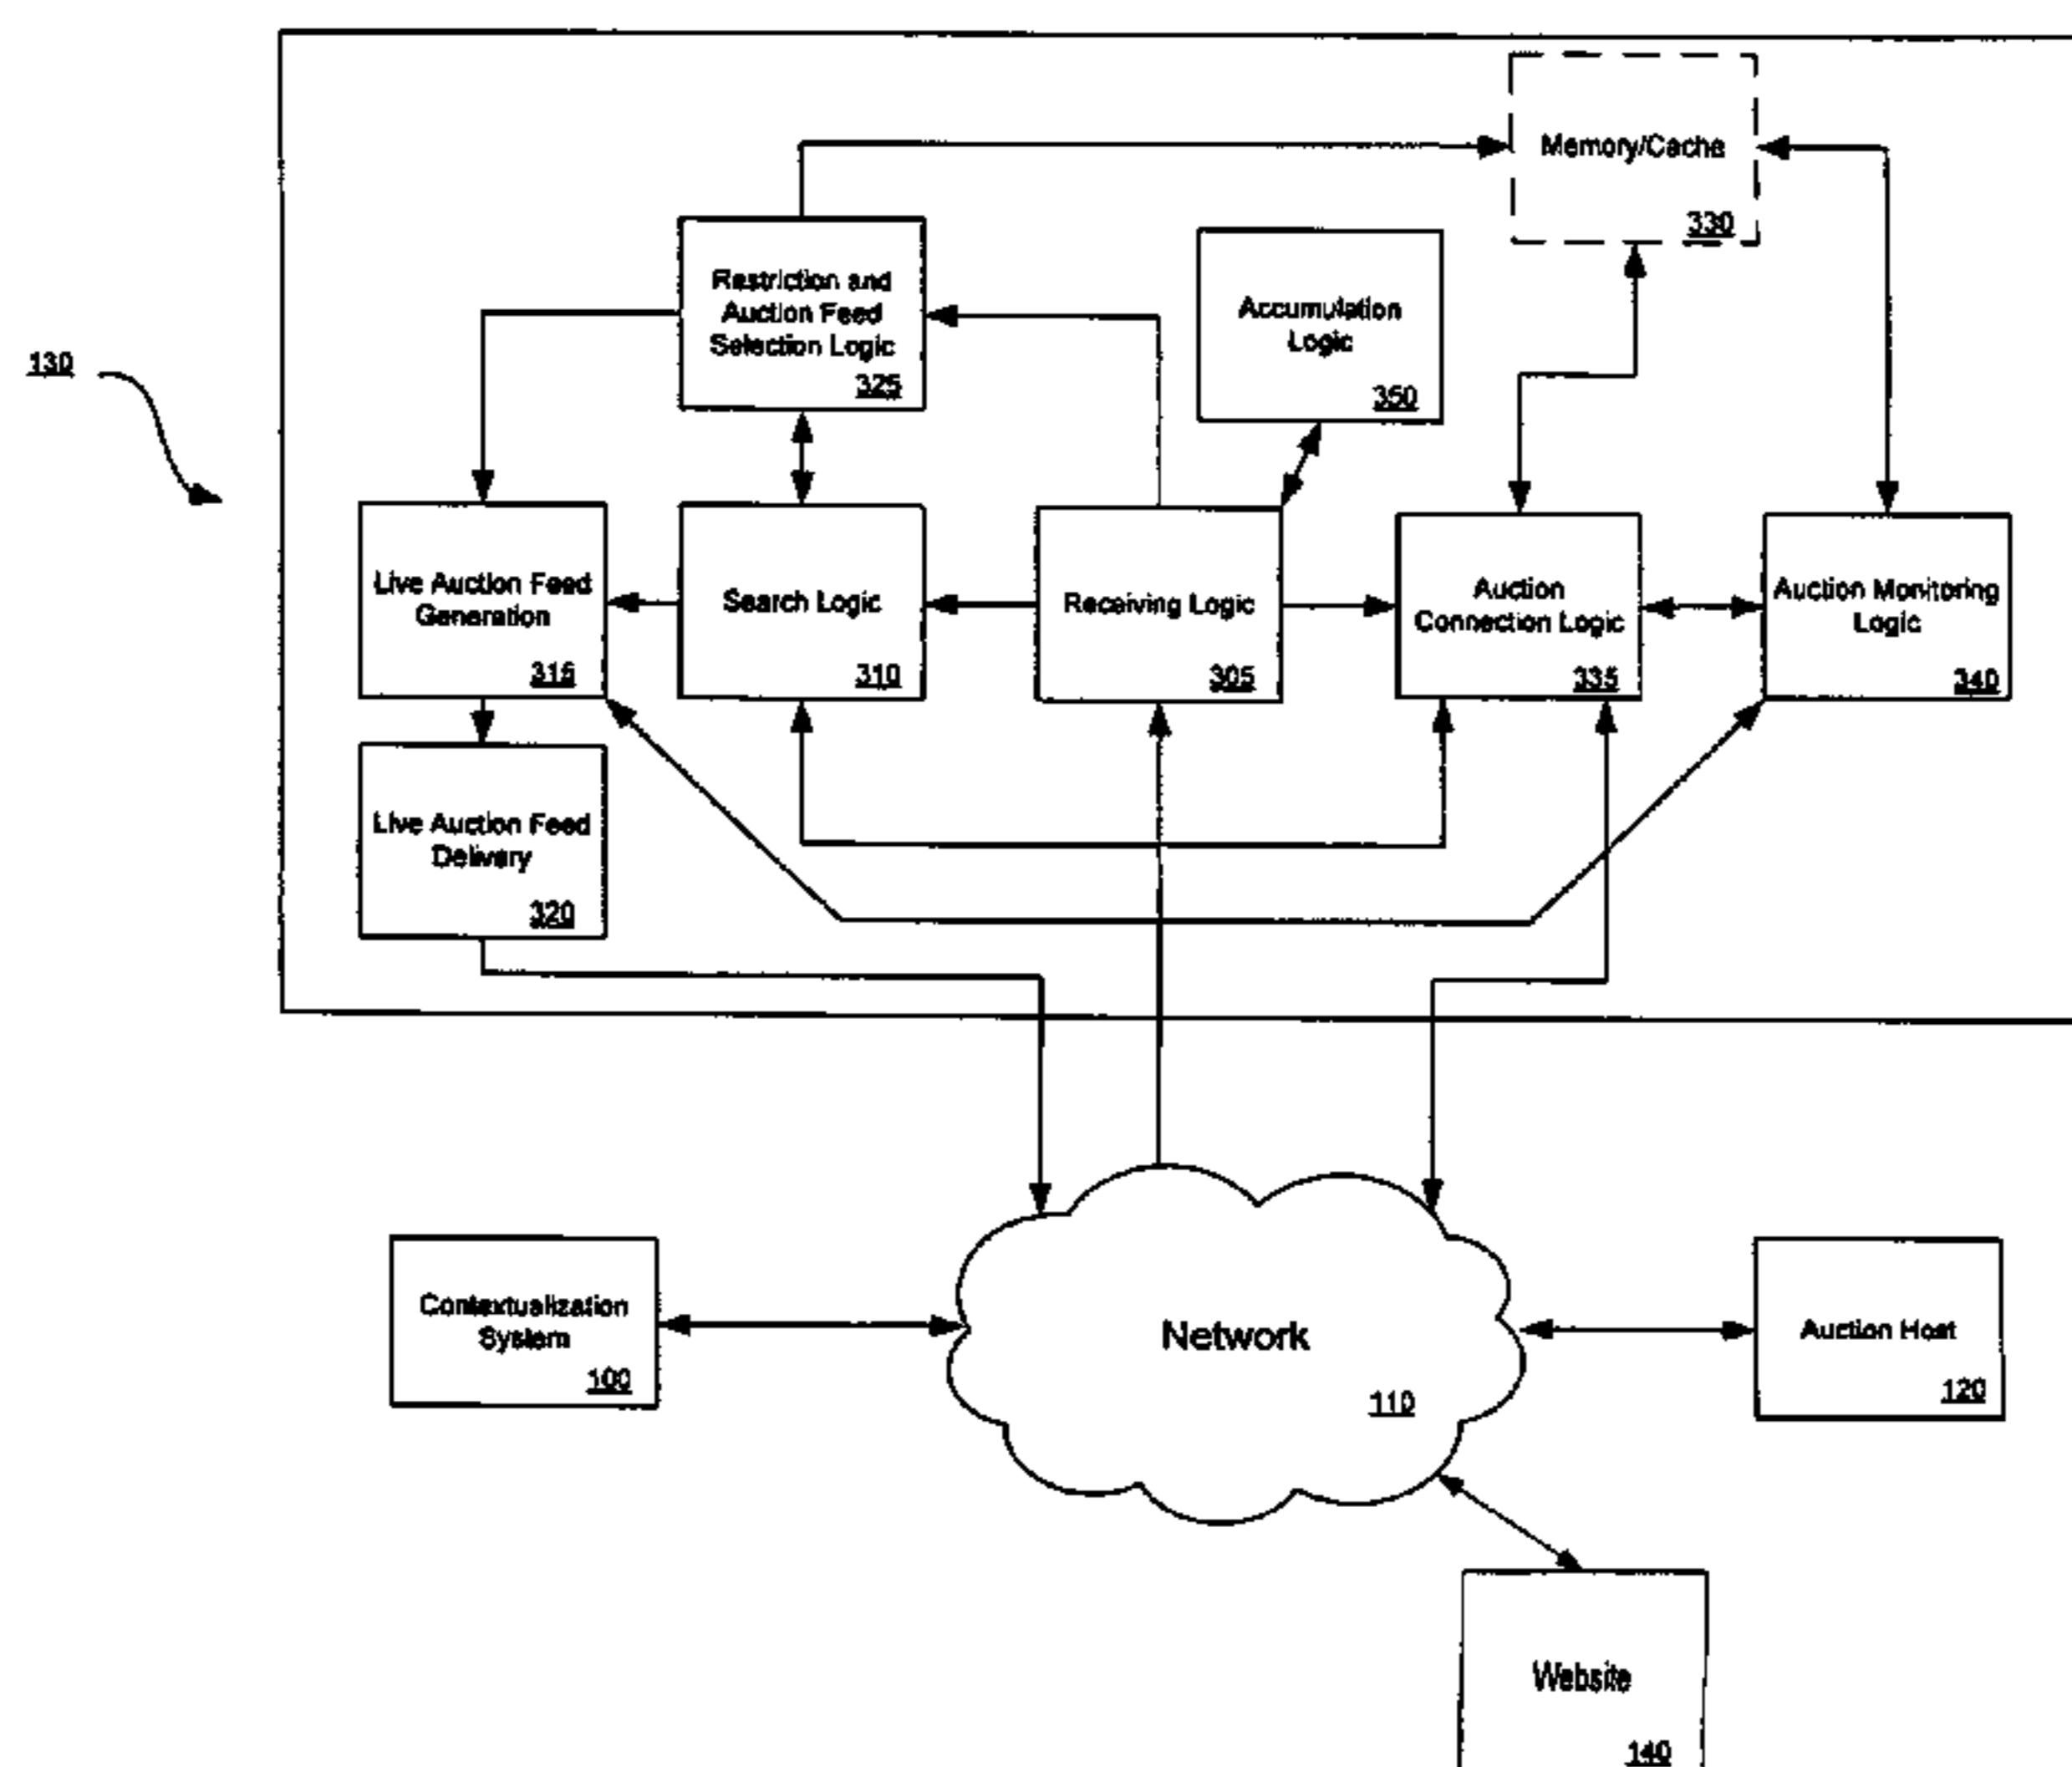 Memory/Cache
330
Restriction and
Auction Feed
Selection Logic
325
Accumulation
Logic
350
130
Live Auction Feed
Generation
315
Search Logic
310
Receiving Logic
305
Auction
Connection Logic
335
Auction Monitoring
Logic
340
Live Auction Feed
Delivery
320
Contextualization
System
100
Network
110
Auction Host
120
Website
140